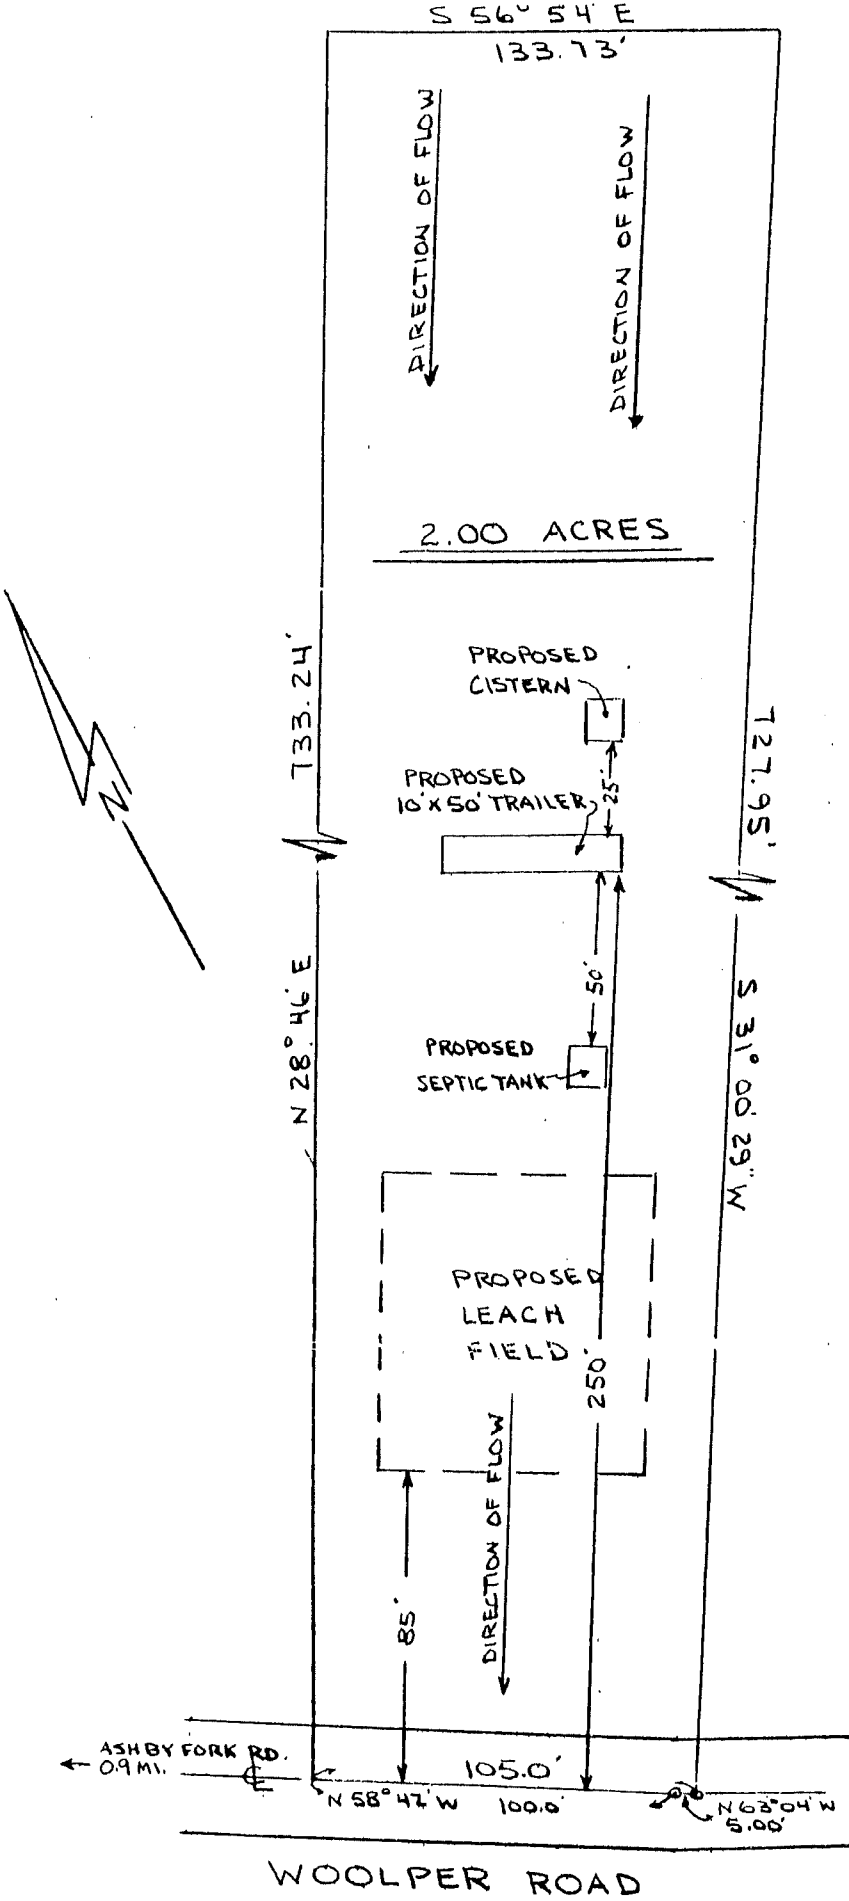 S 56° 54' E
133.73'
DIRECTION OF FLOW
DIRECTION OF FLOW
2.00 ACRES
PROPOSED
CISTERN
733.24'
727.95'
PROPOSED
10' X 50' TRAILER
25'
N
N 28° 46' E
50'
S 31° 00' 29" W
PROPOSED
SEPTIC TANK
PROPOSED
LEACH
FIELD
250'
DIRECTION OF FLOW
85'
ASHBY FORK RD.
0.9 MI.
105.0'
N 58° 42' W
100.0'
N 63° 04' W
5.00'
WOOLPER ROAD